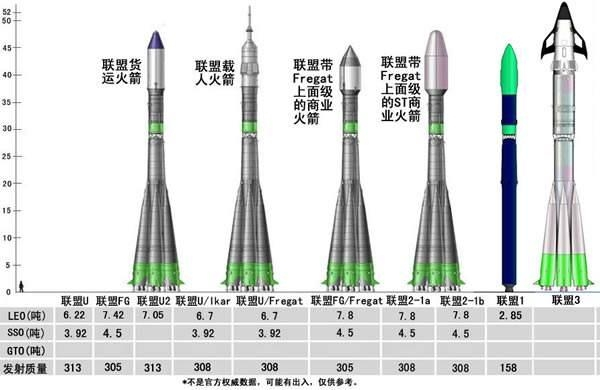 52
50
45
40
35
30
25
20
15
10
5
0
联盟货
运火箭
联盟载
人火箭
联盟带
Fregat
上面级
的商业
火箭
联盟带
Fregat
上面级
的ST商
业火箭
联盟U 联盟FG 联盟U2 联盟U/Ikar 联盟U/Fregat 联盟FG/Fregat 联盟2-1a 联盟2-1b 联盟1 联盟3
LEO(吨) 6.22 7.42 7.05 6.7 6.7 7.8 7.8 7.8 2.85
SSO(吨) 3.92 4.5 3.92 3.92 4.5 4.5 4.5
GTO(吨)
发射质量 313 305 313 308 308 305 308 308 158
*不是官方权威数据，可能有出入，仅供参考。